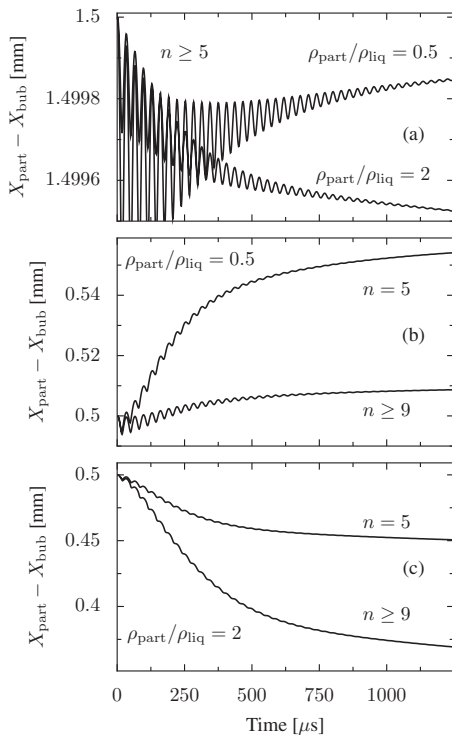 1.5
n ≥ 5
ρpart/ρliq = 0.5
1.4998
(a)
ρpart/ρliq = 2
1.4996
Xpart − Xbub [mm]
ρpart/ρliq = 0.5
0.54
n = 5
(b)
0.52
n ≥ 9
0.5
Xpart − Xbub [mm]
0.5
n = 5
0.45
(c)
n ≥ 9
0.4
ρpart/ρliq = 2
Xpart − Xbub [mm]
0 250 500 750 1000
Time [μs]